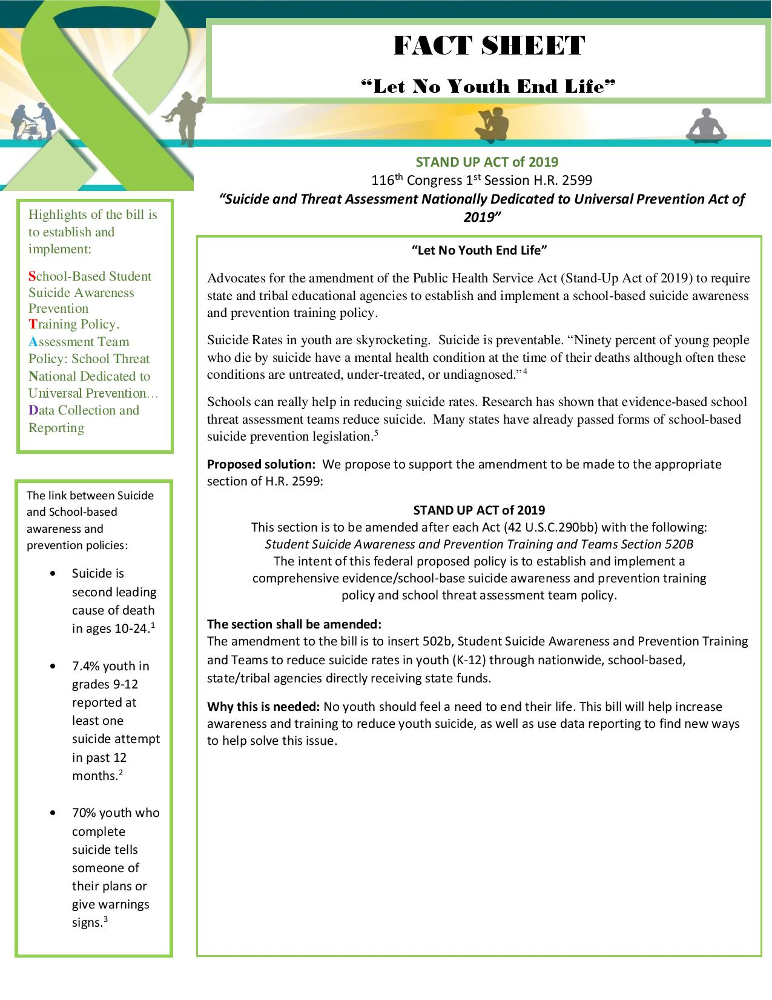 FACT SHEET
“Let No Youth End Life”
STAND UP ACT of 2019
116th Congress 1st Session H.R. 2599
“Suicide and Threat Assessment Nationally Dedicated to Universal Prevention Act of
2019”
Highlights of the bill is
to establish and
implement:
School-Based Student
Suicide Awareness
Prevention
Training Policy.
Assessment Team
Policy: School Threat
National Dedicated to
Universal Prevention…
Data Collection and
Reporting
The link between Suicide
and School-based
awareness and
prevention policies:
• Suicide is
second leading
cause of death
in ages 10-24.1
• 7.4% youth in
grades 9-12
reported at
least one
suicide attempt
in past 12
months.2
• 70% youth who
complete
suicide tells
someone of
their plans or
give warnings
signs.3
“Let No Youth End Life”
Advocates for the amendment of the Public Health Service Act (Stand-Up Act of 2019) to require
state and tribal educational agencies to establish and implement a school-based suicide awareness
and prevention training policy.
Suicide Rates in youth are skyrocketing.  Suicide is preventable. “Ninety percent of young people
who die by suicide have a mental health condition at the time of their deaths although often these
conditions are untreated, under-treated, or undiagnosed.” 4
Schools can really help in reducing suicide rates. Research has shown that evidence-based school
threat assessment teams reduce suicide.  Many states have already passed forms of school-based
suicide prevention legislation.5
Proposed solution:  We propose to support the amendment to be made to the appropriate
section of H.R. 2599:
STAND UP ACT of 2019
This section is to be amended after each Act (42 U.S.C.290bb) with the following:
Student Suicide Awareness and Prevention Training and Teams Section 520B
The intent of this federal proposed policy is to establish and implement a
comprehensive evidence/school-base suicide awareness and prevention training
policy and school threat assessment team policy.
The section shall be amended:
The amendment to the bill is to insert 502b, Student Suicide Awareness and Prevention Training
and Teams to reduce suicide rates in youth (K-12) through nationwide, school-based,
state/tribal agencies directly receiving state funds.
Why this is needed: No youth should feel a need to end their life. This bill will help increase
awareness and training to reduce youth suicide, as well as use data reporting to find new ways
to help solve this issue.